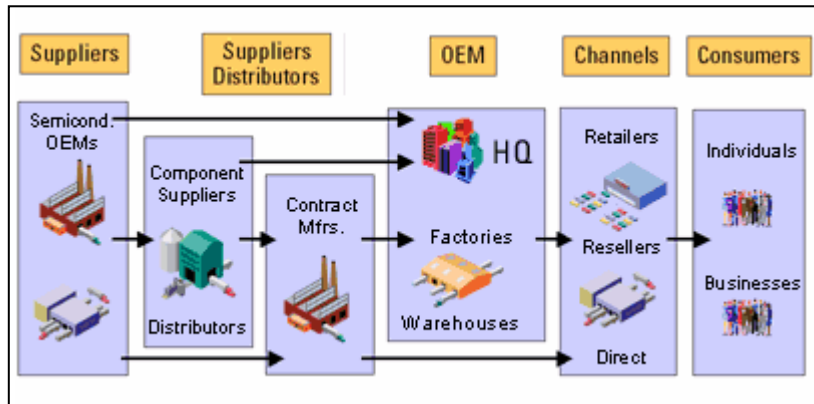 Suppliers
Suppliers
Distributors
OEM
Channels
Consumers
Semicond.
OEMs
Component
Suppliers
Distributors
Contract
Mfrs.
HQ
Factories
Warehouses
Retailers
Resellers
Direct
Individuals
Businesses